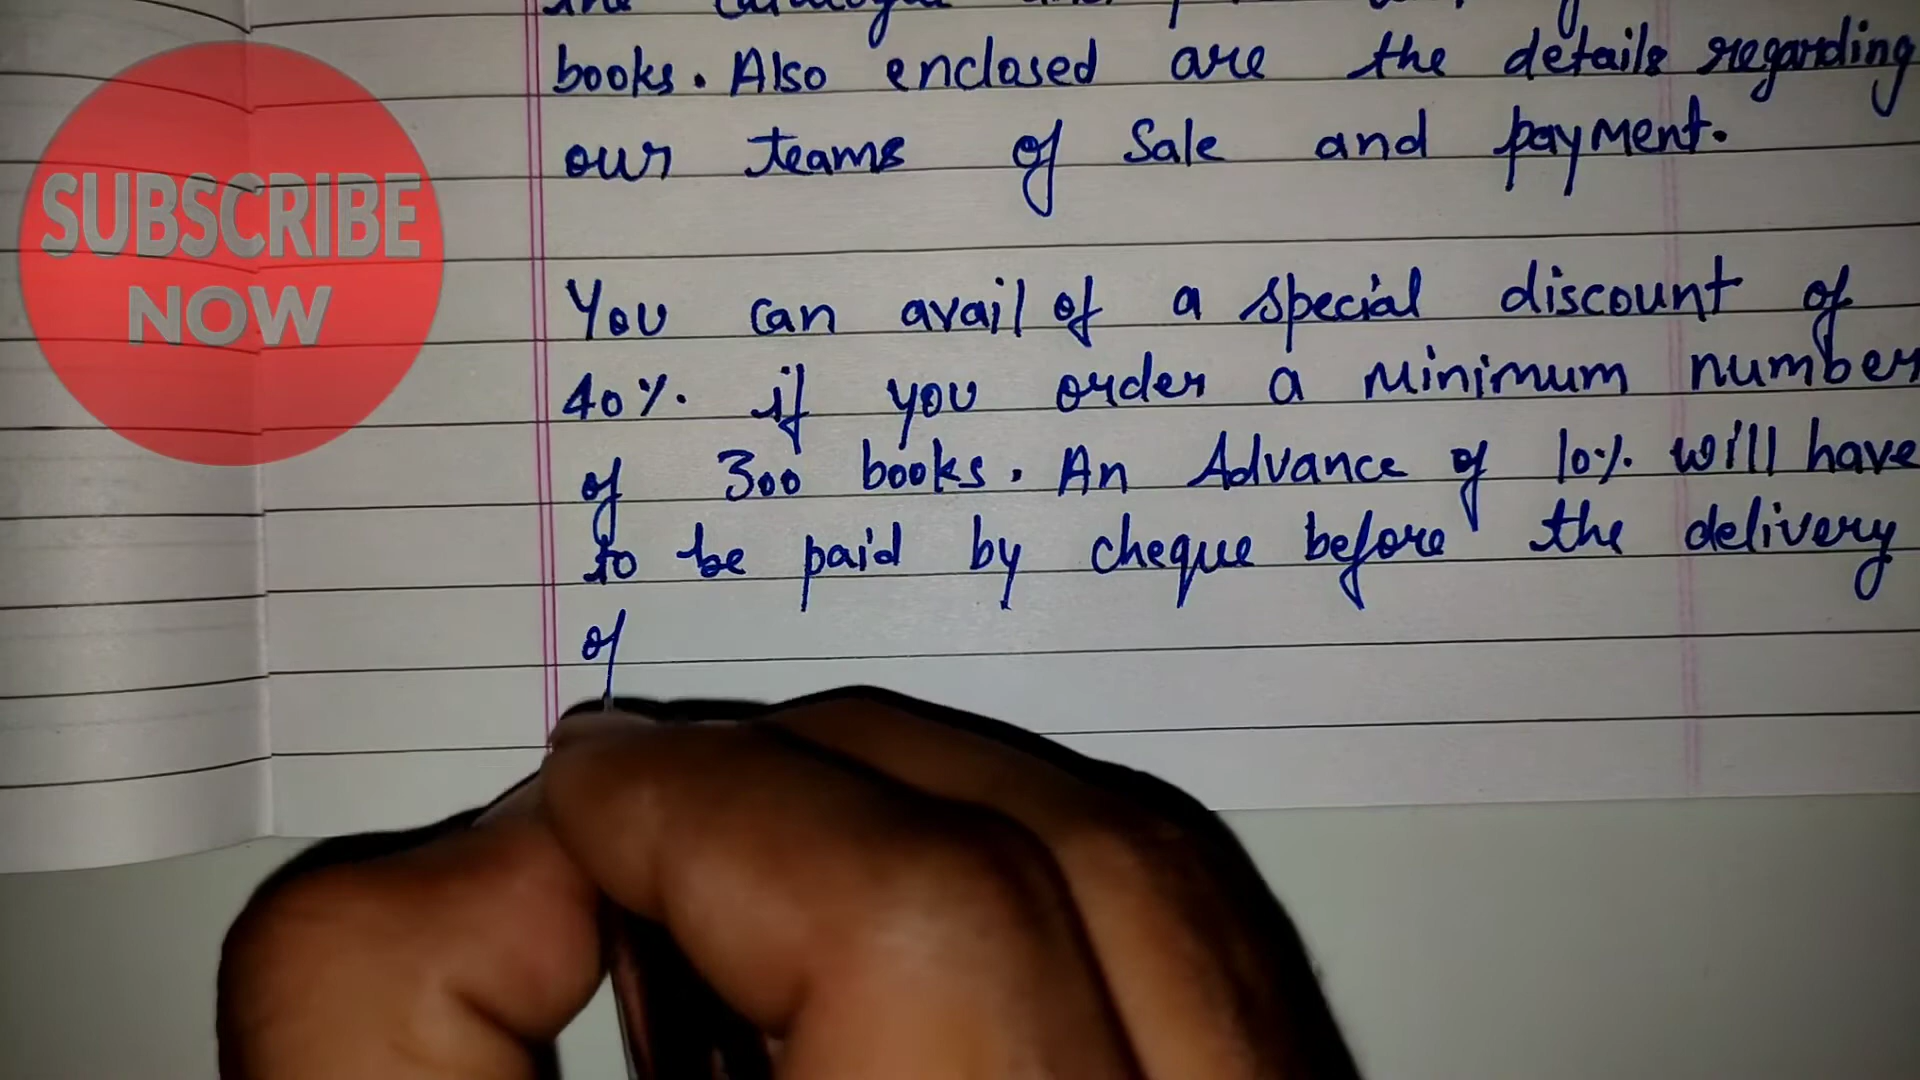 the catalogue
books. Also enclosed are the details regarding
our teams of Sale and payment.
You can avail of a special discount of
40%. if you order a minimum number
of 300 books. An Advance of 10%. will have
to be paid by cheque before the delivery
of
SUBSCRIBE
NOW